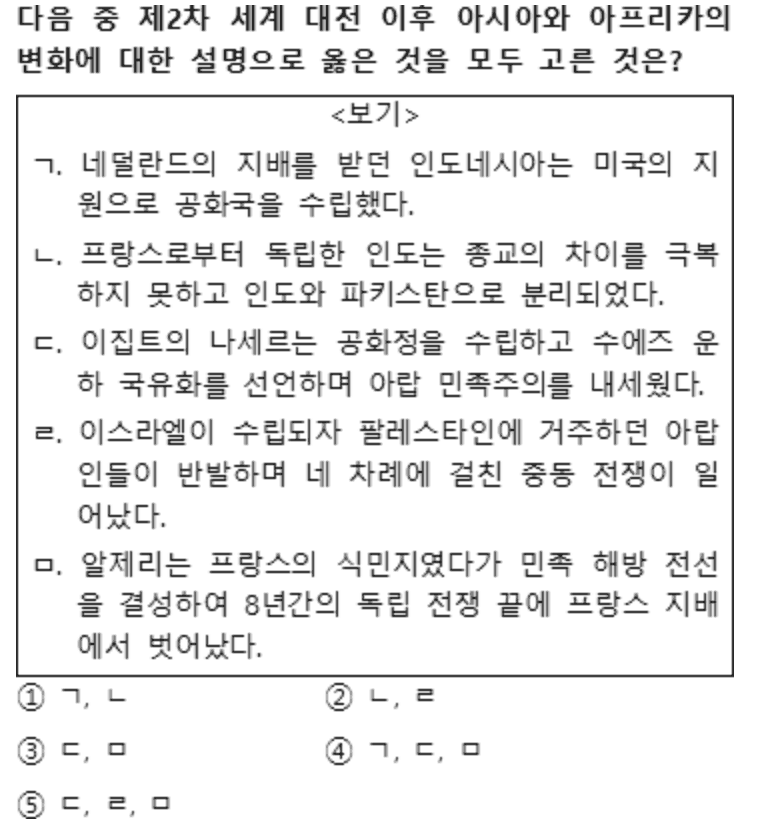 다음 중 제2차 세계 대전 이후 아시아와 아프리카의
변화에 대한 설명으로 옳은 것을 모두 고른 것은?
<보기>
ㄱ. 네덜란드의 지배를 받던 인도네시아는 미국의 지
원으로 공화국을 수립했다.
ㄴ. 프랑스로부터 독립한 인도는 종교의 차이를 극복
하지 못하고 인도와 파키스탄으로 분리되었다.
ㄷ. 이집트의 나세르는 공화정을 수립하고 수에즈 운
하 국유화를 선언하며 아랍 민족주의를 내세웠다.
ㄹ. 이스라엘이 수립되자 팔레스타인에 거주하던 아랍
인들이 반발하며 네 차례에 걸친 중동 전쟁이 일
어났다.
ㅁ. 알제리는 프랑스의 식민지였다가 민족 해방 전선
을 결성하여 8년간의 독립 전쟁 끝에 프랑스 지배
에서 벗어났다.
① ㄱ, ㄴ ② ㄴ, ㄹ
③ ㄷ, ㅁ ④ ㄱ, ㄷ, ㅁ
⑤ ㄷ, ㄹ, ㅁ